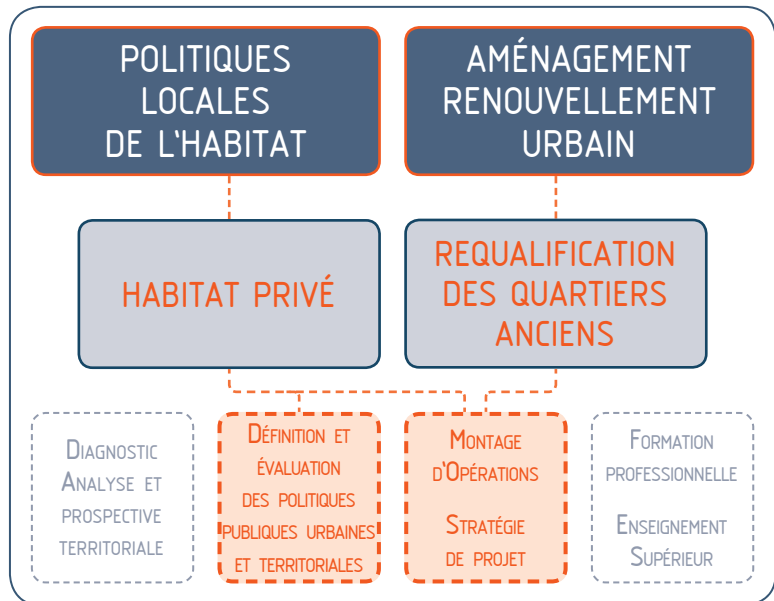 POLITIQUES
LOCALES
DE L'HABITAT
AMÉNAGEMENT
RENOUVELLEMENT
URBAIN
HABITAT PRIVÉ
REQUALIFICATION
DES QUARTIERS
ANCIENS
DIAGNOSTIC
ANALYSE ET
PROSPECTIVE
TERRITORIALE
DÉFINITION ET
ÉVALUATION
DES POLITIQUES
PUBLIQUES URBAINES
ET TERRITORIALES
MONTAGE
D'OPÉRATIONS
STRATÉGIE
DE PROJET
FORMATION
PROFESSIONNELLE
ENSEIGNEMENT
SUPÉRIEUR